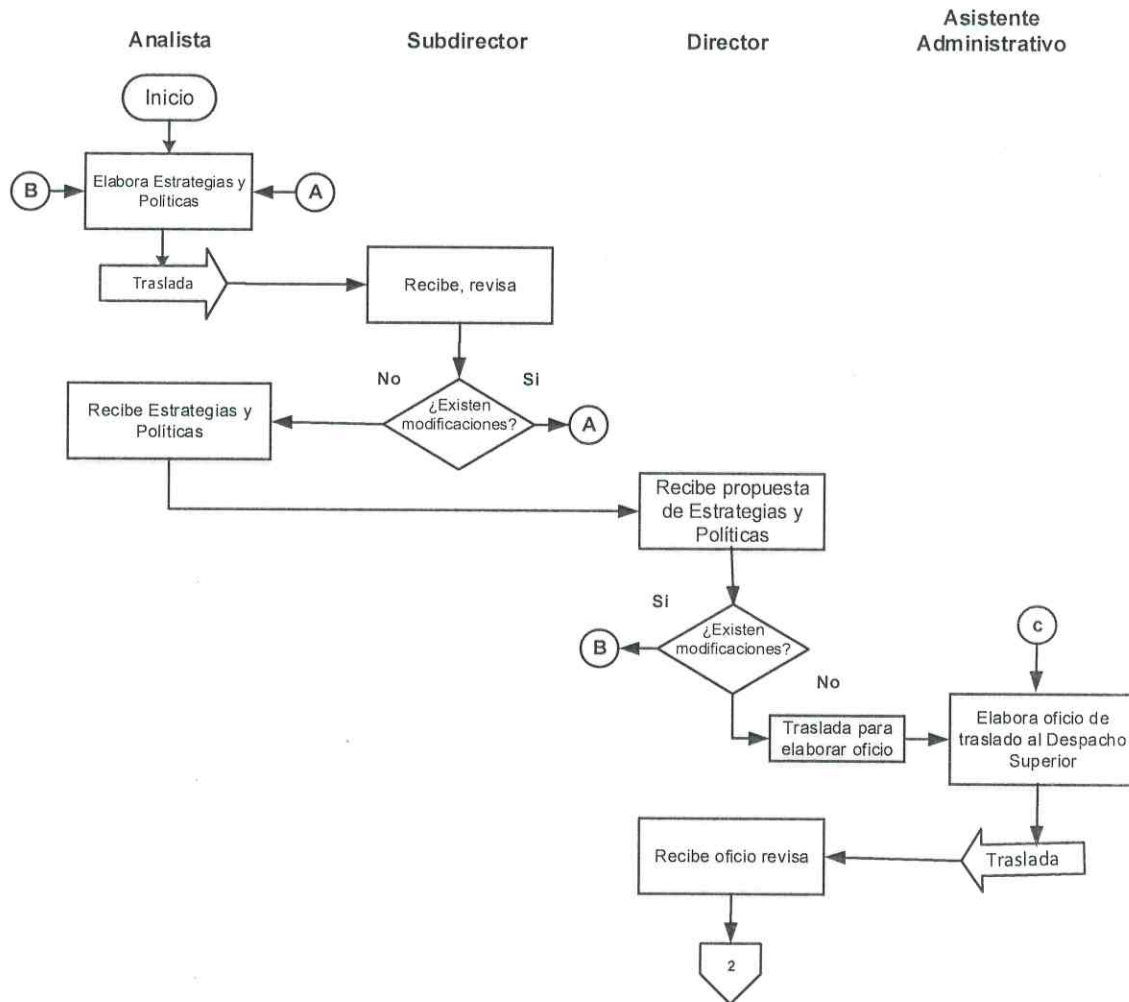 Analista
Subdirector
Director
Asistente
Administrativo
Inicio
B
Elabora Estrategias y
Políticas
A
Traslada
Recibe, revisa
No
Si
Recibe Estrategias y
Políticas
¿Existen
modificaciones?
A
Recibe propuesta
de Estrategias y
Políticas
Si
B
¿Existen
modificaciones?
No
c
Traslada para
elaborar oficio
Elabora oficio de
traslado al Despacho
Superior
Recibe oficio revisa
Traslada
2